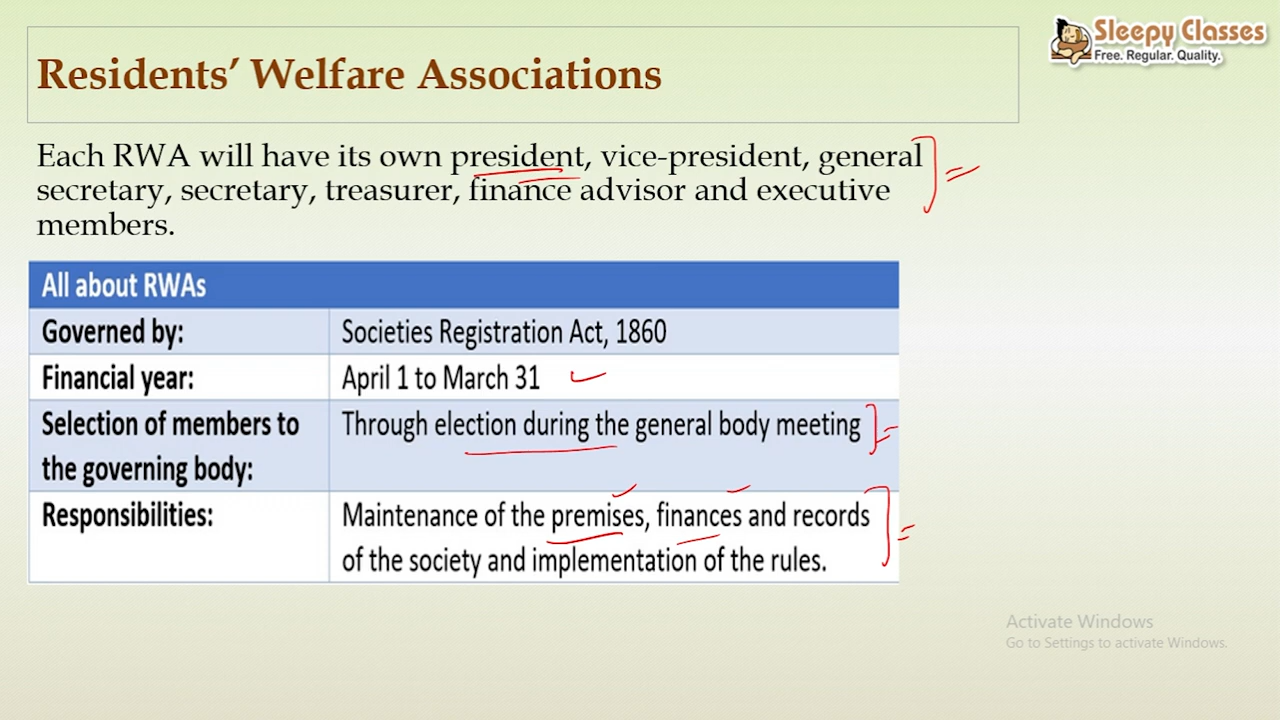 Sleepy Classes
Free. Regular. Quality.
Residents’ Welfare Associations
Each RWA will have its own president, vice-president, general
secretary, secretary, treasurer, finance advisor and executive
members.
All about RWAs
Governed by: Societies Registration Act, 1860
Financial year: April 1 to March 31
Selection of members to Through election during the general body meeting
the governing body:
Responsibilities: Maintenance of the premises, finances and records
of the society and implementation of the rules.
Activate Windows
Go to Settings to activate Windows.